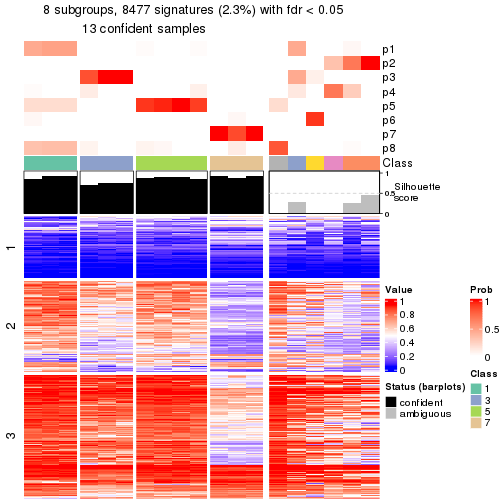 8 subgroups, 8477 signatures (2.3%) with fdr < 0.05
13 confident samples
p1
p2
p3
p4
p5
p6
p7
p8
Class
1
0.5
0
Silhouette
score
1
2
3
Value
1
0.8
0.6
0.4
0.2
0
Status (barplots)
confident
ambiguous
Prob
1
0.5
0
Class
1
3
5
7